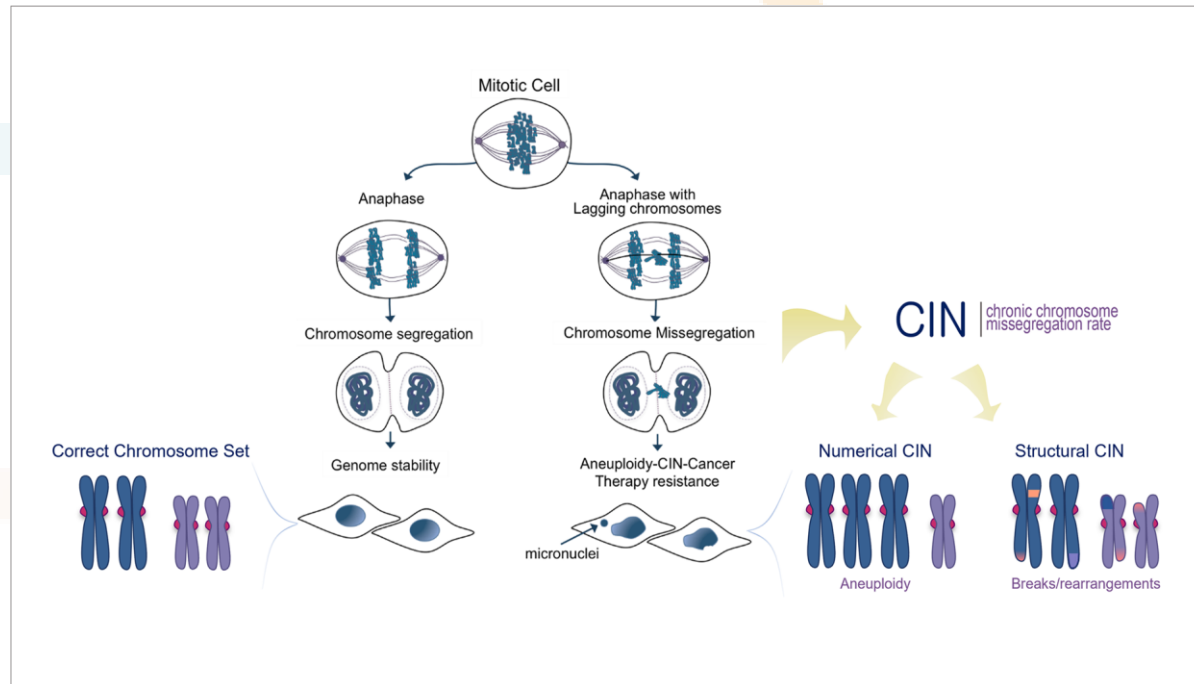 Mitotic Cell
Anaphase
Anaphase with
Lagging chromosomes
Chromosome segregation
Chromosome Missegregation
CIN
chronic chromosome
missegregation rate
Correct Chromosome Set
Genome stability
Aneuploidy-CIN-Cancer
Therapy resistance
micronuclei
Numerical CIN
Structural CIN
Aneuploidy
Breaks/rearrangements